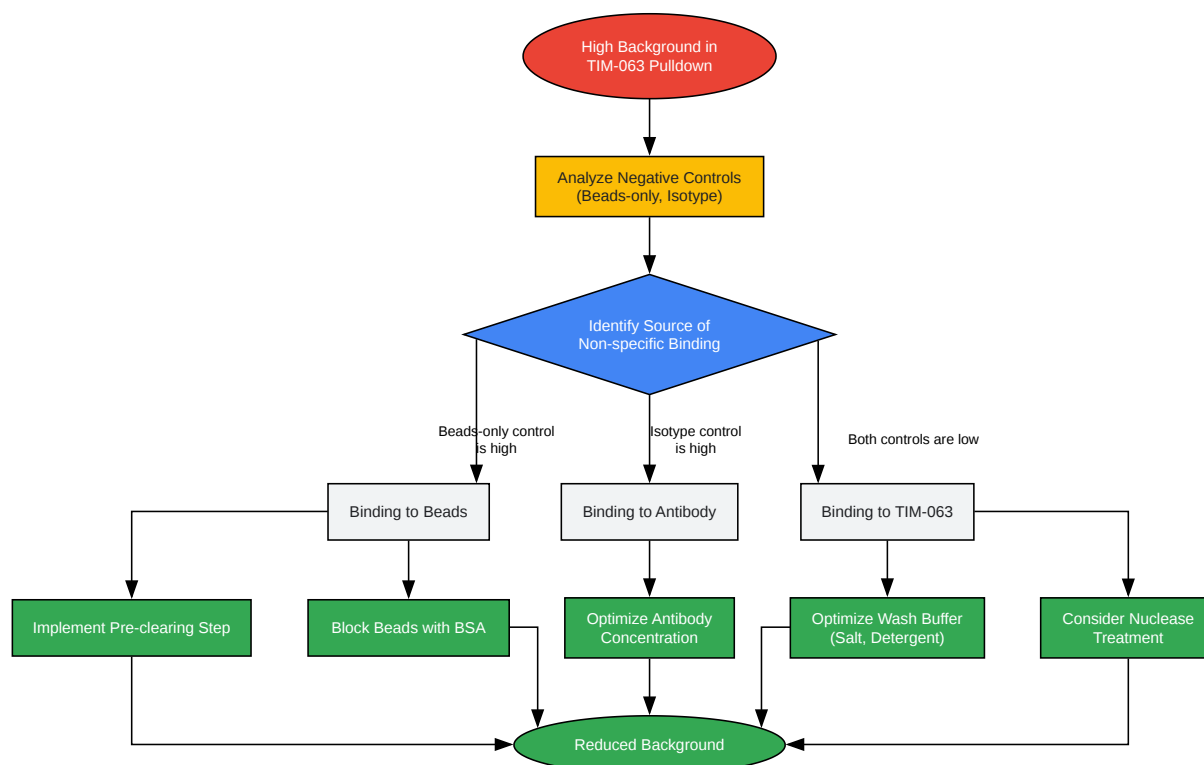 High Background in
TIM-063 Pulldown
Analyze Negative Controls
(Beads-only, Isotype)
Identify Source of
Non-specific Binding
Beads-only control
is high
Isotype control
is high
Both controls are low
Binding to Beads
Binding to Antibody
Binding to TIM-063
Implement Pre-clearing Step
Block Beads with BSA
Optimize Antibody
Concentration
Optimize Wash Buffer
(Salt, Detergent)
Consider Nuclease
Treatment
Reduced Background